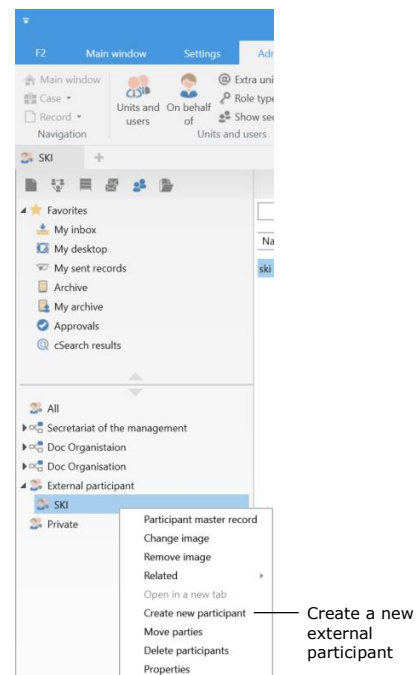 F2 Main window Settings Adr
Main window
Case
Record
Navigation
Units and users
On behalf of
Extra uni
Role type
Show sec
Units and users
SKI
Favorites
My inbox
My desktop
My sent records
Archive
My archive
Approvals
cSearch results
Na
ski
All
Secretariat of the management
Doc Organistaion
Doc Organisation
External participant
SKI
Private
Participant master record
Change image
Remove image
Related
Open in a new tab
Create new participant
Move parties
Delete participants
Properties
Create a new
external
participant